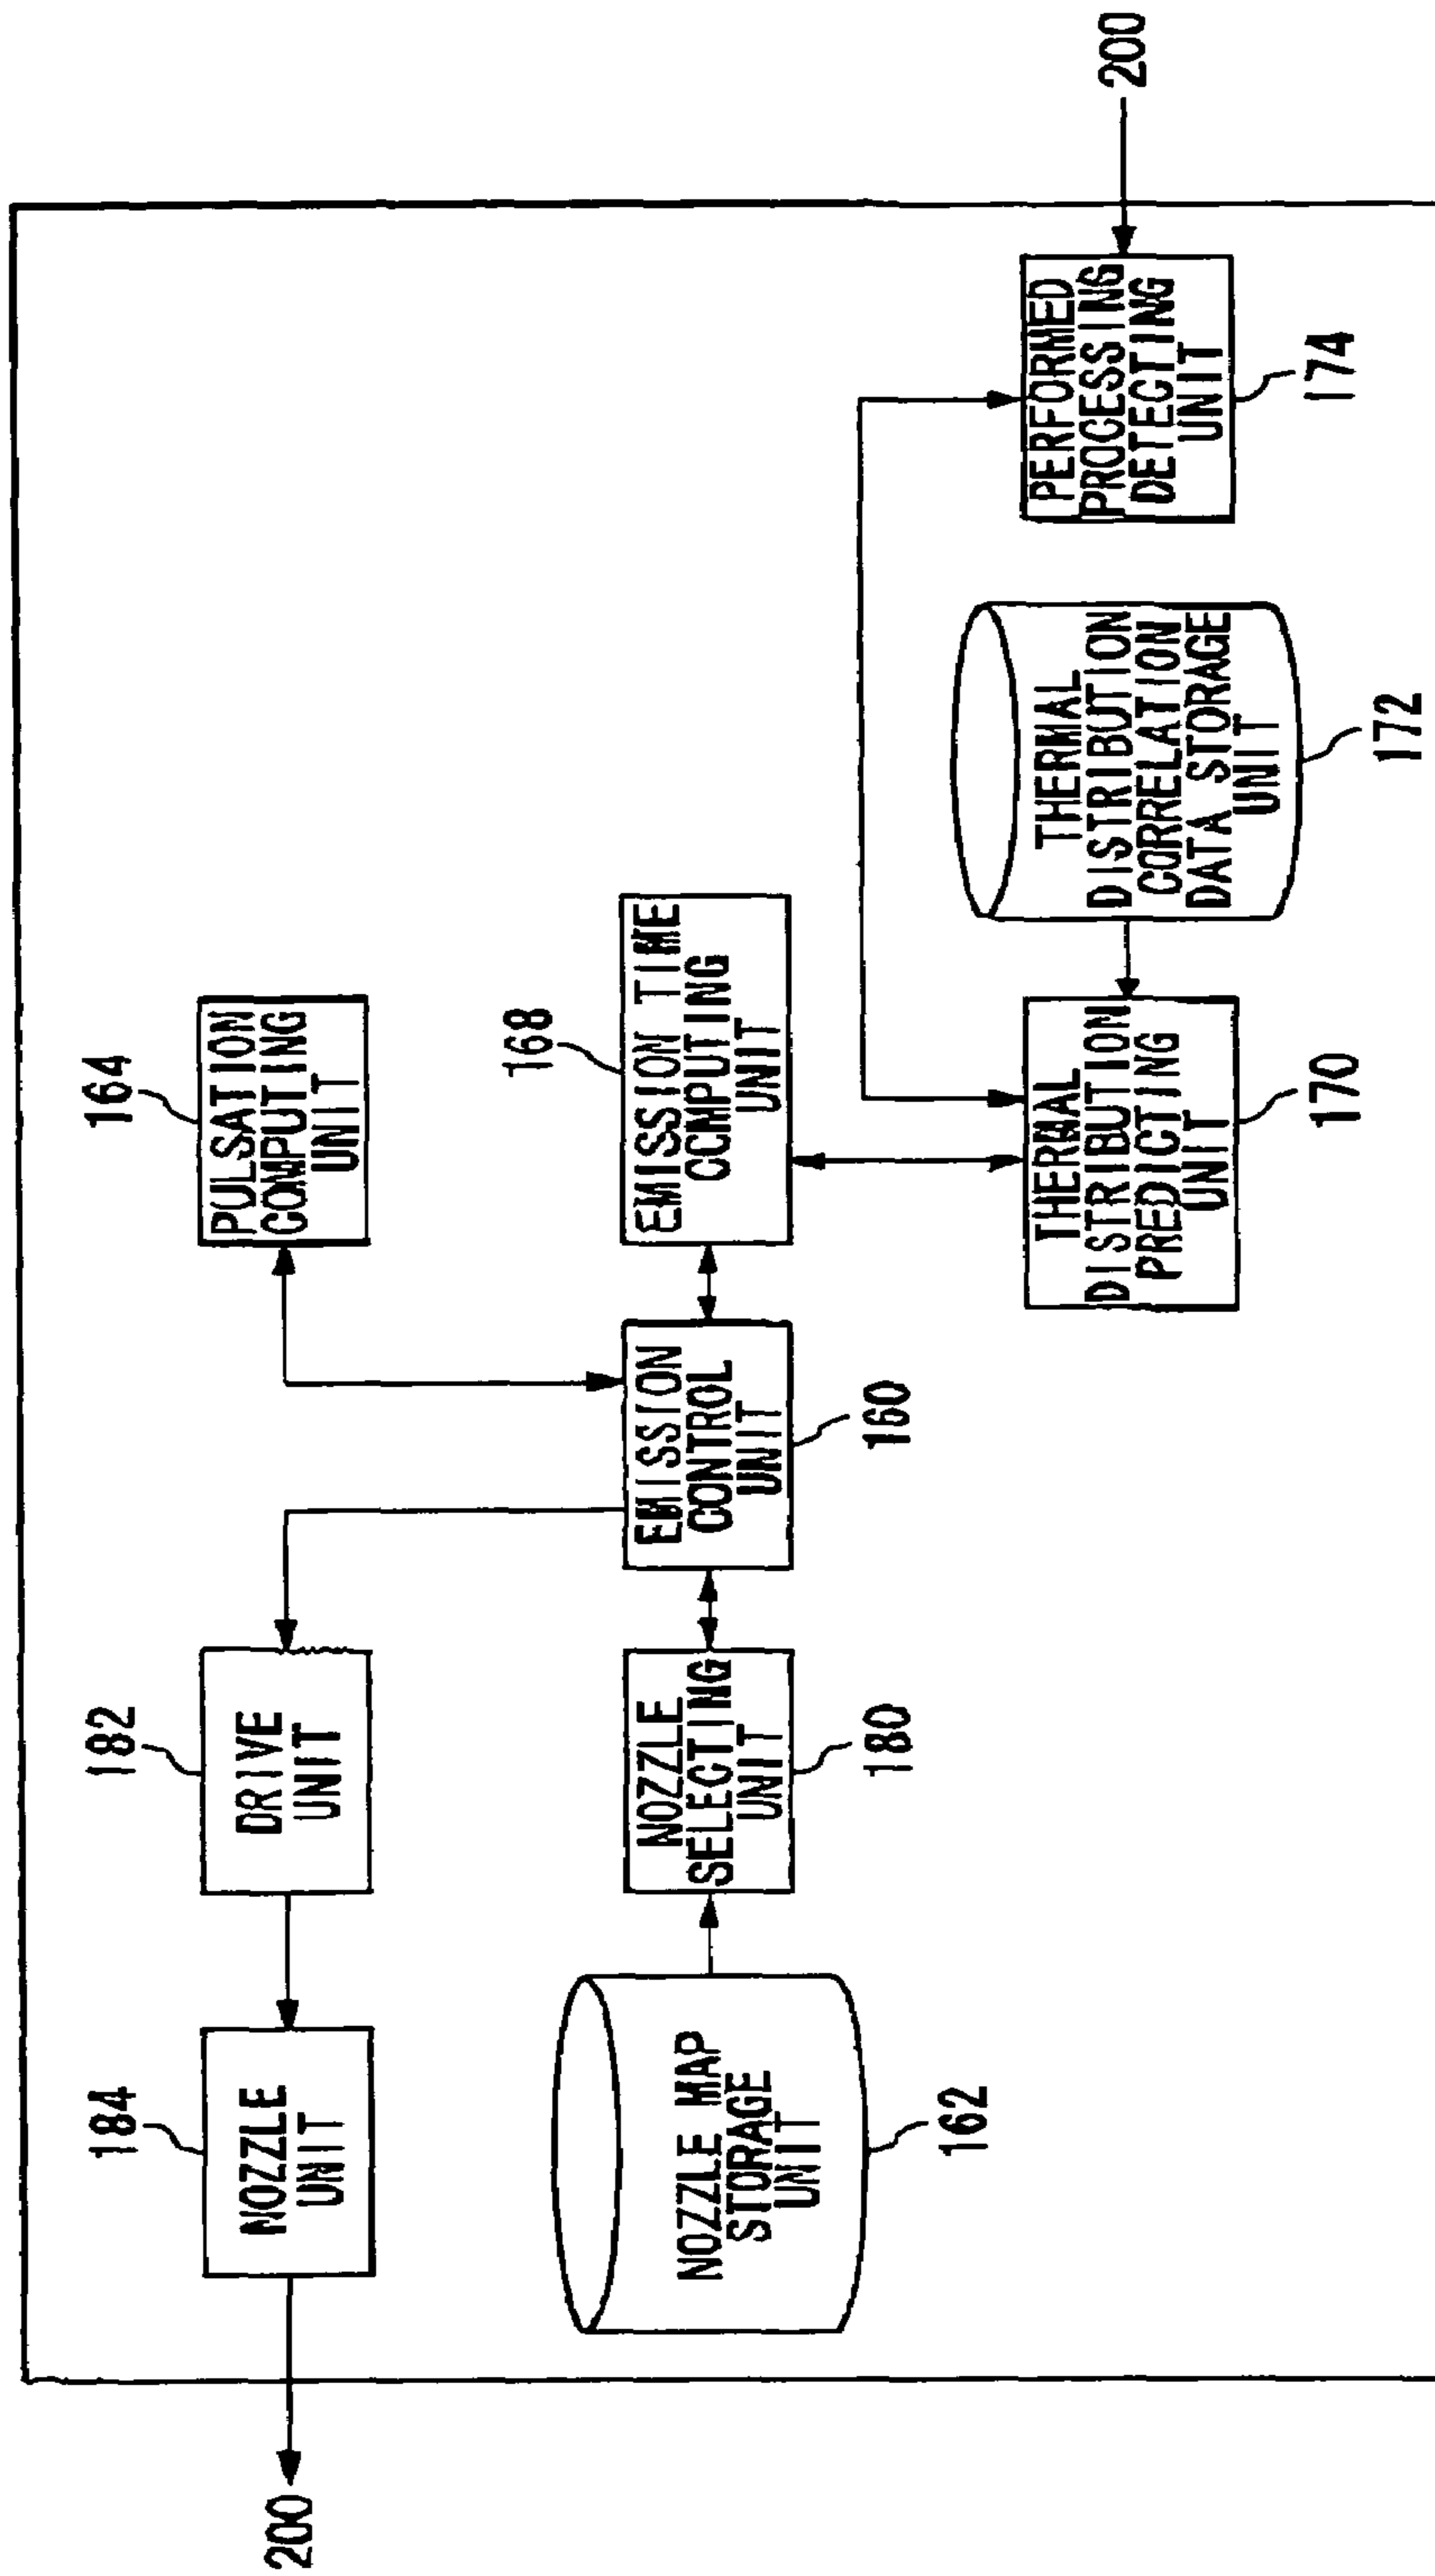 200
184
NOZZLE
UNIT
182
DRIVE
UNIT
164
PULSATION
COMPUTING
UNIT
NOZZLE MAP
STORAGE
UNIT
162
NOZZLE
SELECTING
UNIT
180
EMISSION
CONTROL
UNIT
160
168
EMISSION TIME
COMPUTING
UNIT
THERMAL
DISTRIBUTION
PREDICTING
UNIT
170
THERMAL
DISTRIBUTION
CORRELATION
DATA STORAGE
UNIT
172
PERFORMED
PROCESSING
DETECTING
UNIT
174
200